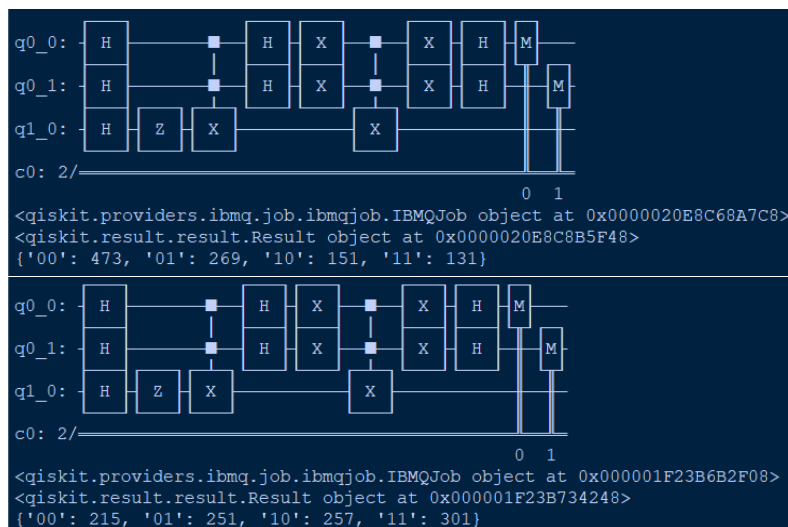 q0_0: H H X X H M
q0_1: H H X X H M
q1_0: H Z X X
c0: 2/
0 1
<qiskit.providers.ibmq.job.ibmqjob.IBMQJob object at 0x0000020E8C68A7C8>
<qiskit.result.result.Result object at 0x0000020E8C8B5F48>
{'00': 473, '01': 269, '10': 151, '11': 131}
q0_0: H H X X H M
q0_1: H H X X H M
q1_0: H Z X X
c0: 2/
0 1
<qiskit.providers.ibmq.job.ibmqjob.IBMQJob object at 0x000001F23B6B2F08>
<qiskit.result.result.Result object at 0x000001F23B734248>
{'00': 215, '01': 251, '10': 257, '11': 301}